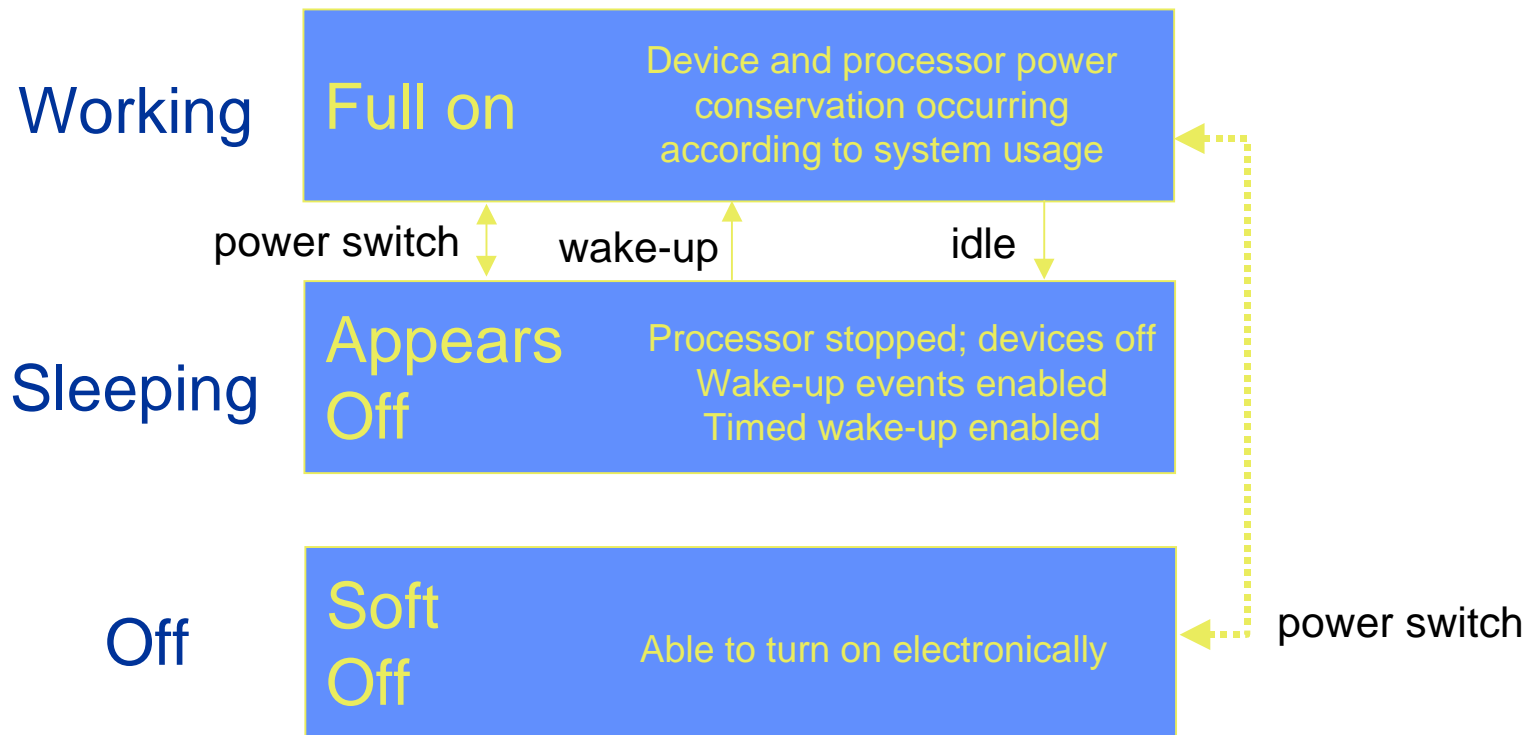 Working
Full on
Device and processor power
conservation occurring
according to system usage
power switch
wake-up
idle
Sleeping
Appears
Off
Processor stopped; devices off
Wake-up events enabled
Timed wake-up enabled
Off
Soft
Off
Able to turn on electronically
power switch